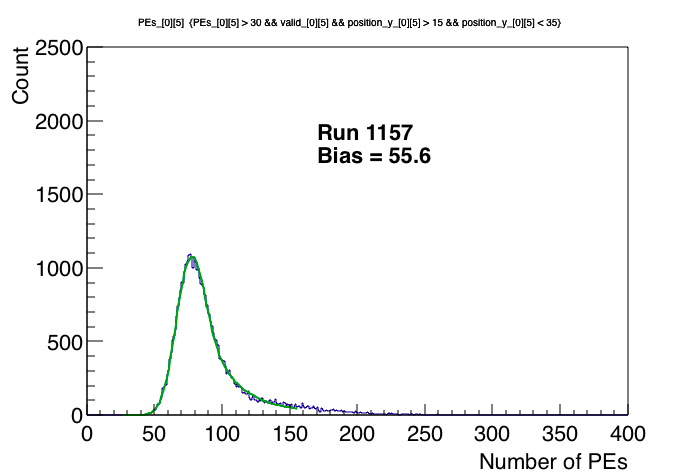 PEs_[0][5] {PEs_[0][5] > 30 && valid_[0][5] && position_y_[0][5] > 15 && position_y_[0][5] < 35}
Count
2500
2000
1500
1000
500
0
Run 1157
Bias = 55.6
0 50 100 150 200 250 300 350 400
Number of PEs